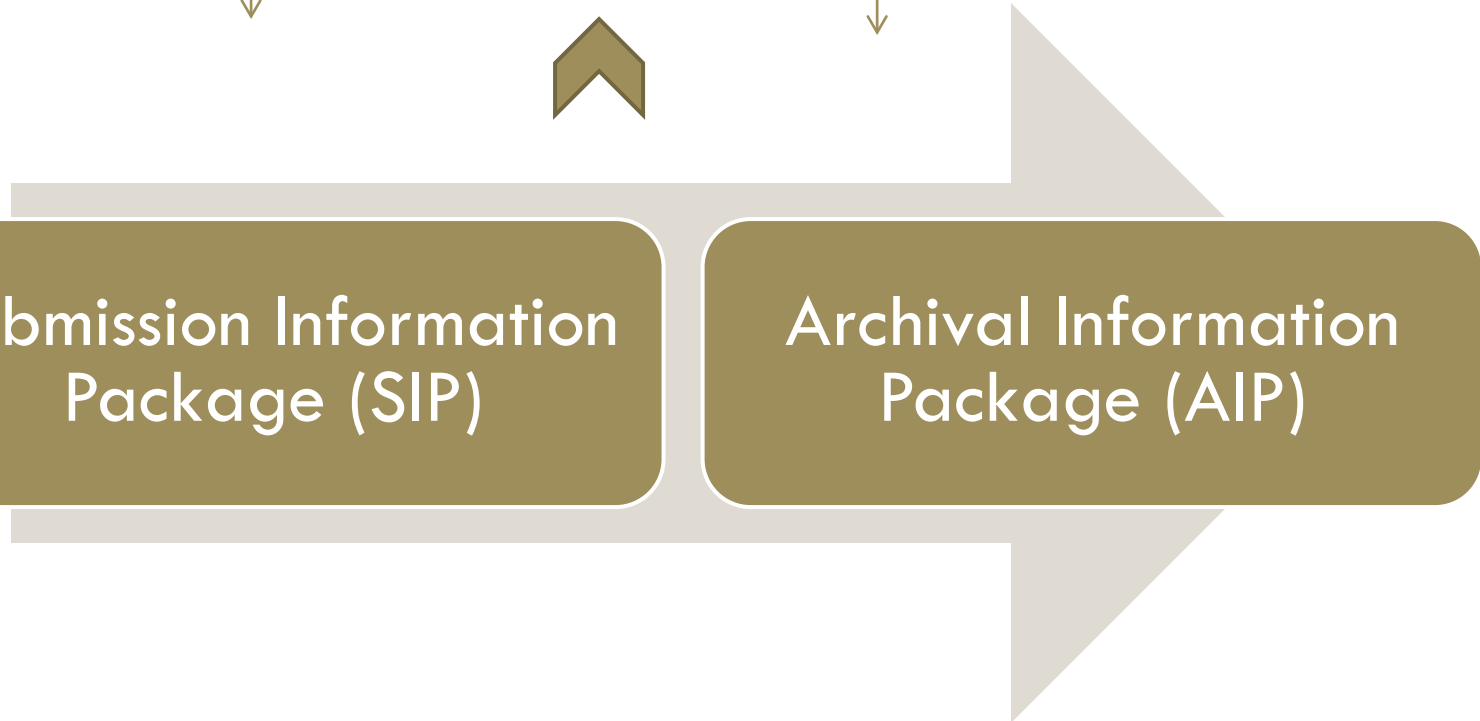 bmission Information
Package (SIP)
Archival Information
Package (AIP)